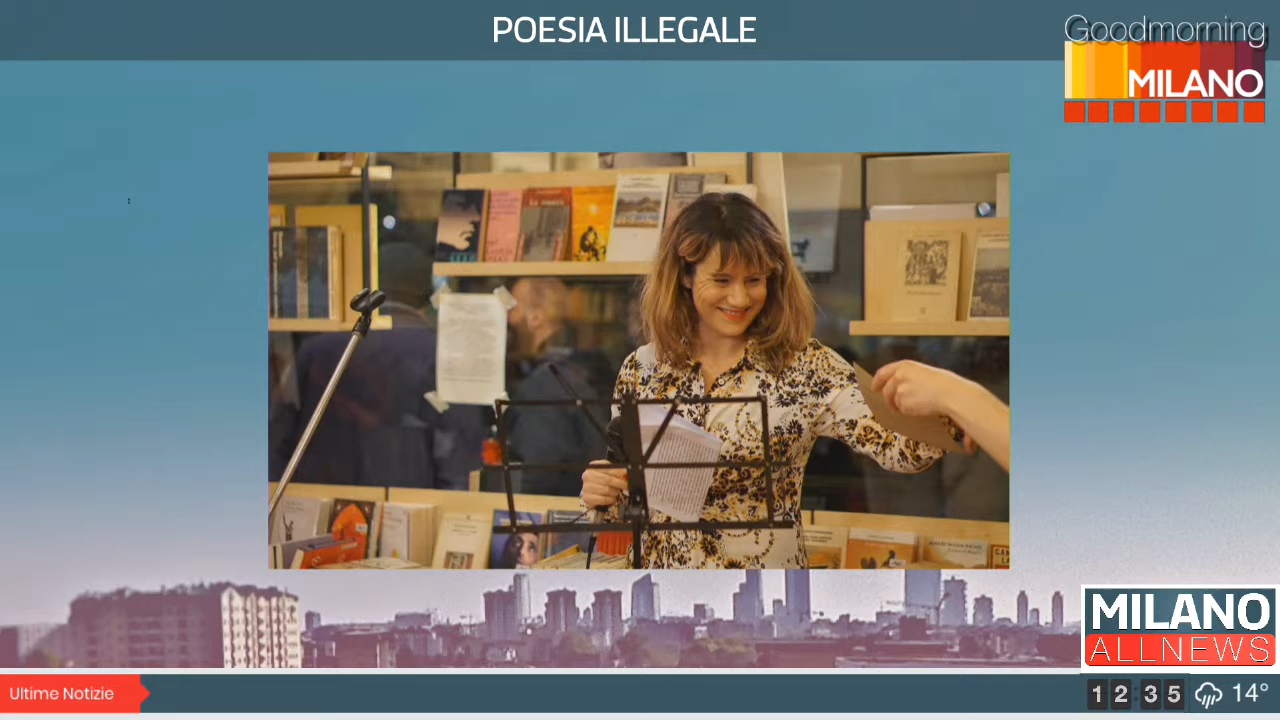 POESIA ILLEGALE
Goodmorning
MILANO
MILANO
ALLNEWS
Ultime Notizie
12:35
14°